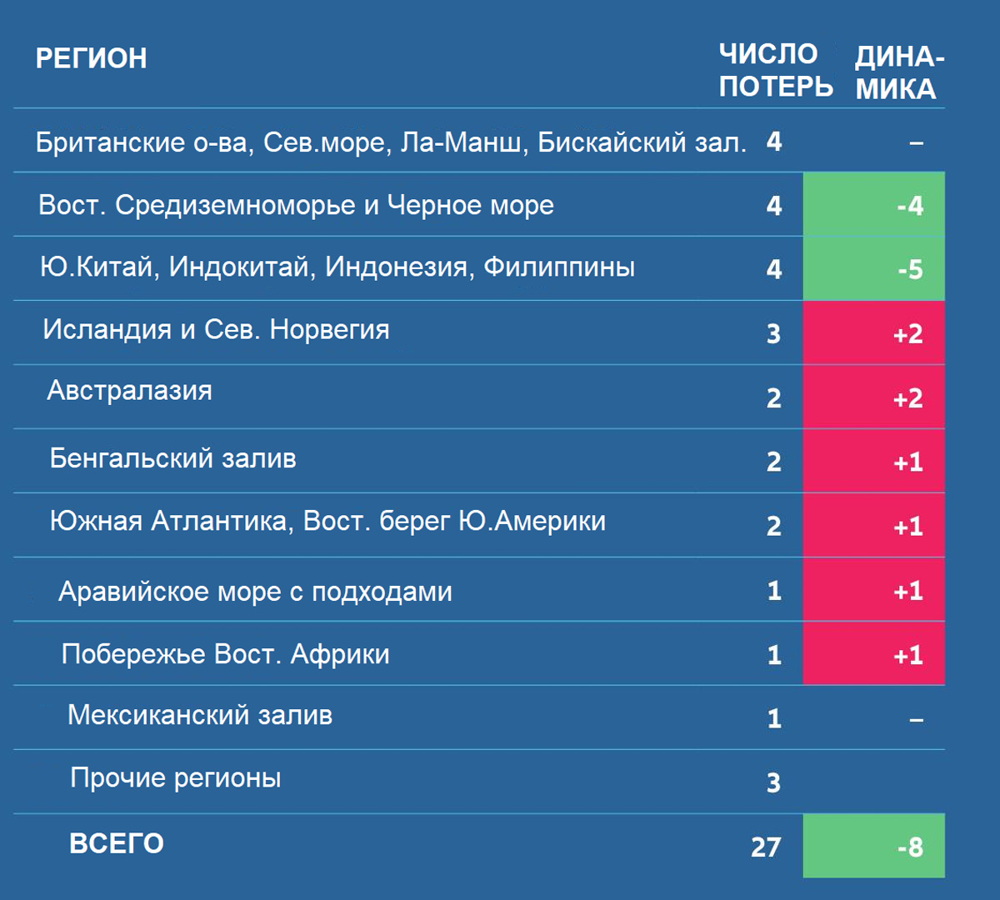 РЕГИОН ЧИСЛО ПОТЕРЬ ДИНА-МИКА
Британские о-ва, Сев.море, Ла-Манш, Бискайский зал. 4 –
Вост. Средиземноморье и Черное море 4 -4
Ю.Китай, Индокитай, Индонезия, Филиппины 4 -5
Исландия и Сев. Норвегия 3 +2
Австралазия 2 +2
Бенгальский залив 2 +1
Южная Атлантика, Вост. берег Ю.Америки 2 +1
Аравийское море с подходами 1 +1
Побережье Вост. Африки 1 +1
Мексиканский залив 1 –
Прочие регионы 3
ВСЕГО 27 -8